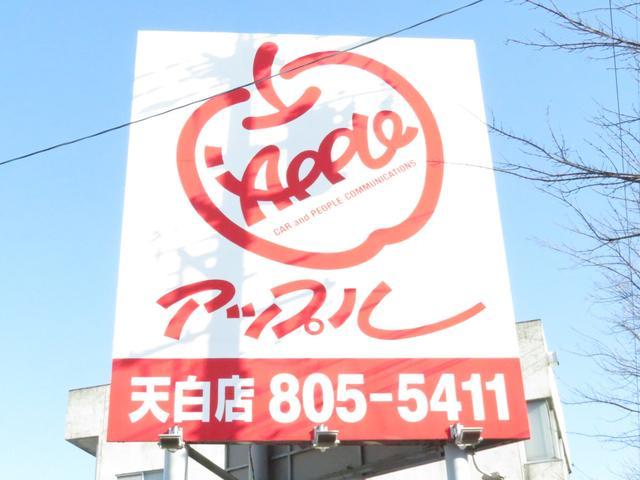 Apple
CAR and PEOPLE COMMUNICATIONS
アップル
天白店 805-5411